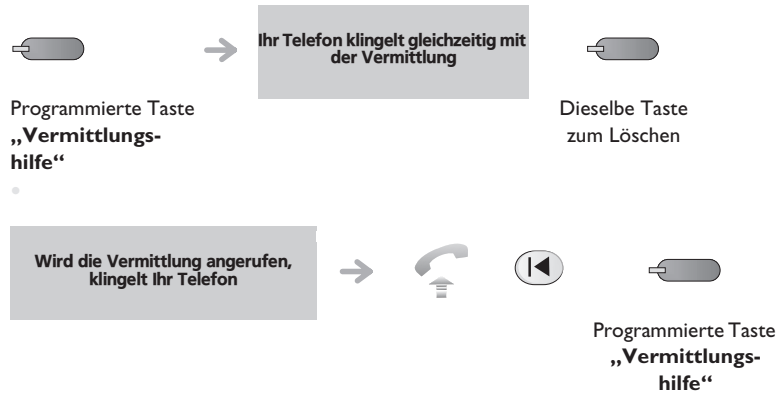 Ihr Telefon klingelt gleichzeitig mit
der Vermittlung
Programmierte Taste
„Vermittlungs-
hilfe“
Dieselbe Taste
zum Löschen
Wird die Vermittlung angerufen,
klingelt Ihr Telefon
Programmierte Taste
„Vermittlungs-
hilfe“